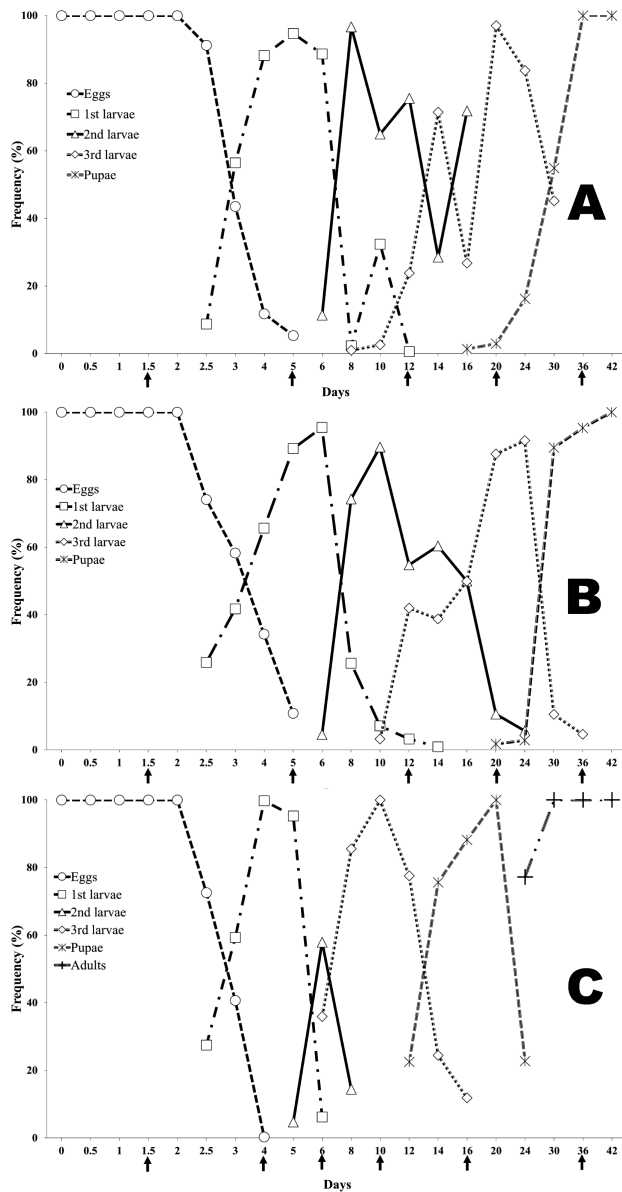 100
80
60
40
20
0
Frequency (%)
Eggs
1st larvae
2nd larvae
3rd larvae
Pupae
A
0 0.5 1 1.5 2 2.5 3 4 5 6 8 10 12 14 16 20 24 30 36 42
Days
100
80
60
40
20
0
Frequency (%)
Eggs
1st larvae
2nd larvae
3rd larvae
Pupae
B
0 0.5 1 1.5 2 2.5 3 4 5 6 8 10 12 14 16 20 24 30 36 42
100
80
60
40
20
0
Frequency (%)
Eggs
1st larvae
2nd larvae
3rd larvae
Pupae
Adults
C
0 0.5 1 1.5 2 2.5 3 4 5 6 8 10 12 14 16 20 24 30 36 42
Days